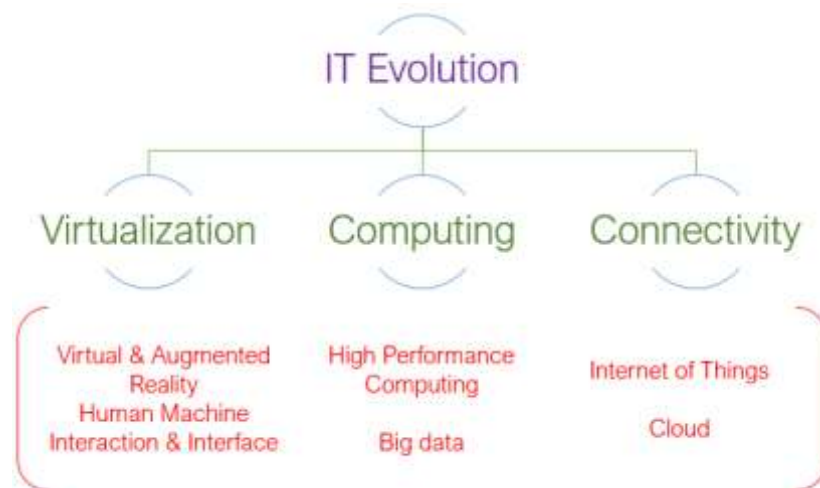 IT Evolution
Virtualization
Computing
Connectivity
Virtual & Augmented
Reality
Human Machine
Interaction & Interface
High Performance
Computing
Big data
Internet of Things
Cloud